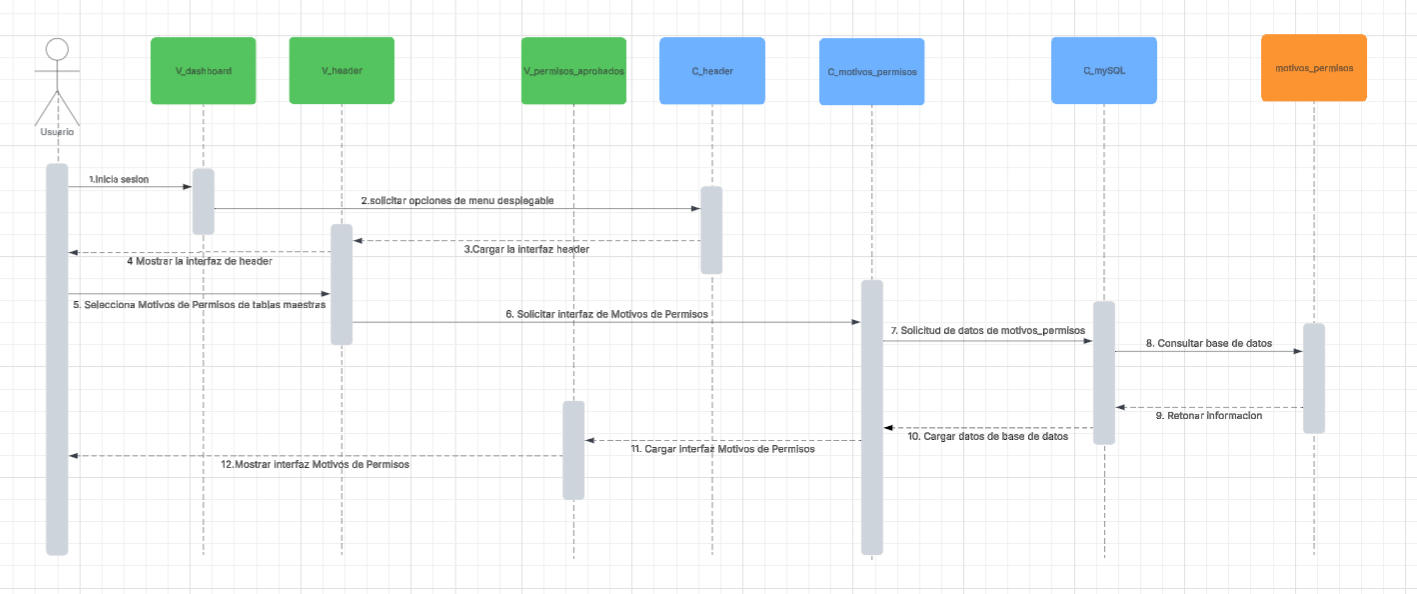 V_dashboard
V_header
V_permisos_aprobados
C_header
C_motivos_permisos
C_mySQL
motivos_permisos
Usuario
1.Inicia sesion
2.solicitar opciones de menu desplegable
3.Cargar la interfaz header
4 Mostrar la interfaz de header
5. Selecciona Motivos de Permisos de tablas maestras
6. Solicitar interfaz de Motivos de Permisos
7. Solicitud de datos de motivos_permisos
8. Consultar base de datos
9. Retonar informacion
10. Cargar datos de base de datos
11. Cargar interfaz Motivos de Permisos
12.Mostrar interfaz Motivos de Permisos